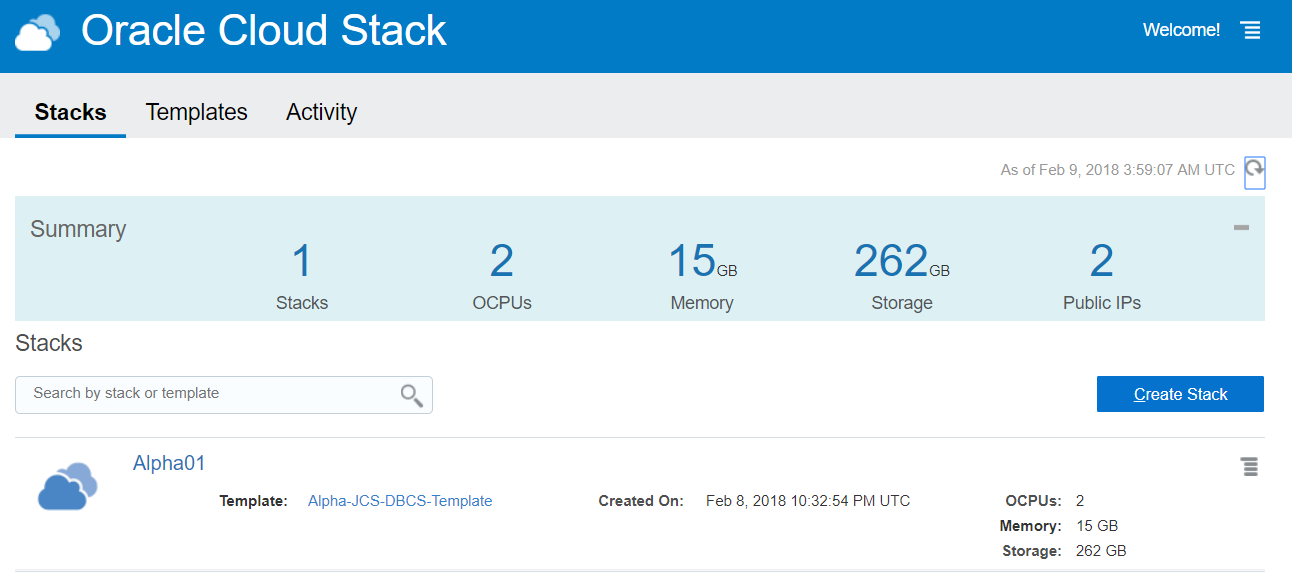 Oracle Cloud Stack
Welcome!
Stacks Templates Activity
As of Feb 9, 2018 3:59:07 AM UTC
Summary
1 2 15GB 262GB 2
Stacks OCPUs Memory Storage Public IPs
Stacks
Search by stack or template
Create Stack
Alpha01
Template: Alpha-JCS-DBCS-Template Created On: Feb 8, 2018 10:32:54 PM UTC OCPUs: 2
Memory: 15 GB
Storage: 262 GB